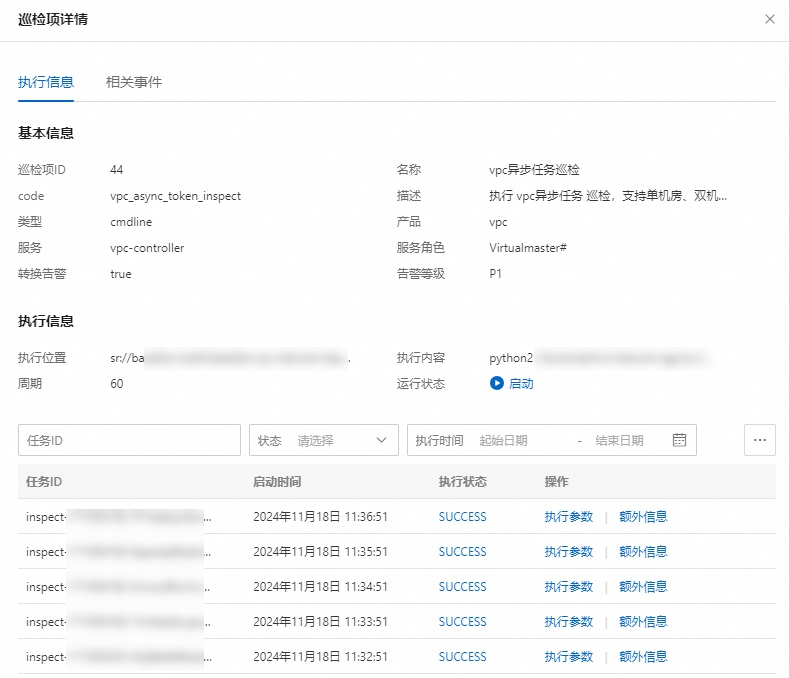 巡检项详情
执行信息 相关事件
基本信息
巡检项ID 44 名称 vpc异步任务巡检
code vpc_async_token_inspect 描述 执行 vpc异步任务 巡检，支持单机房、双机...
类型 cmdline 产品 vpc
服务 vpc-controller 服务角色 Virtualmaster#
转换告警 true 告警等级 P1
执行信息
执行位置 sr://ba 执行内容 python2
周期 60 运行状态 启动
任务ID 状态 请选择 执行时间 起始日期 - 结束日期 ...
任务ID 启动时间 执行状态 操作
inspect- ... 2024年11月18日 11:36:51 SUCCESS 执行参数 | 额外信息
inspect- ... 2024年11月18日 11:35:51 SUCCESS 执行参数 | 额外信息
inspect- ... 2024年11月18日 11:34:51 SUCCESS 执行参数 | 额外信息
inspect- ... 2024年11月18日 11:33:51 SUCCESS 执行参数 | 额外信息
inspect- ... 2024年11月18日 11:32:51 SUCCESS 执行参数 | 额外信息